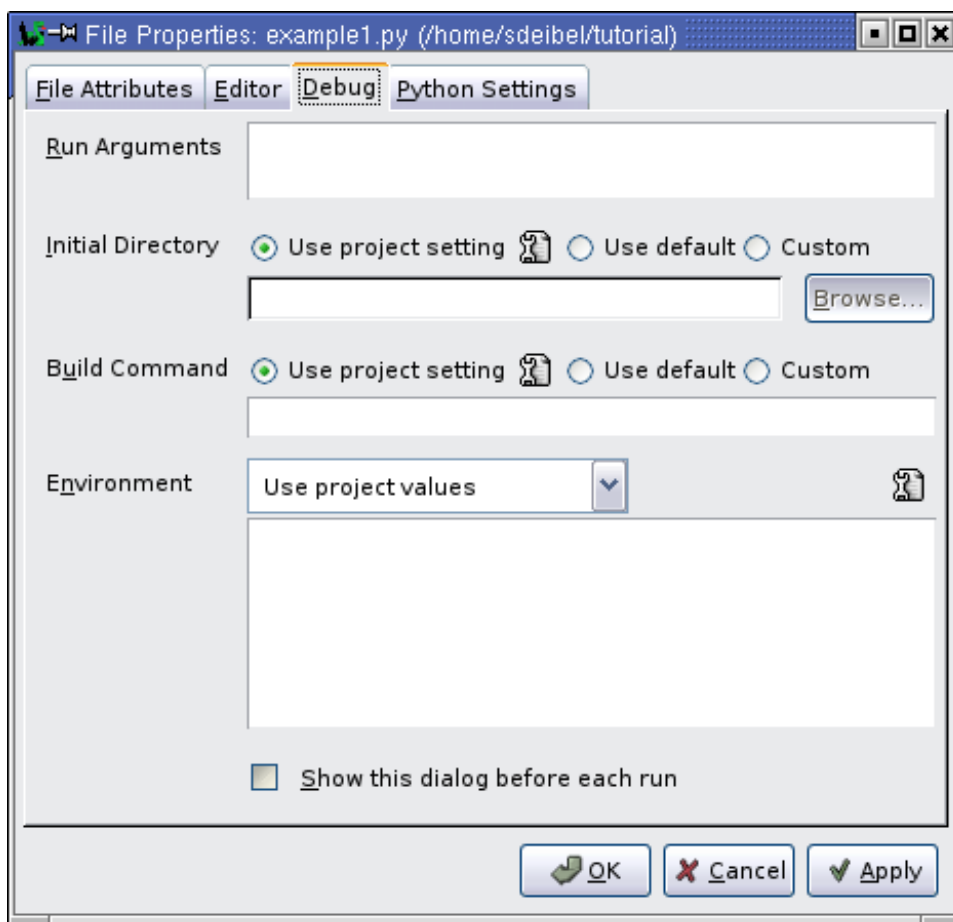 File Properties: example1.py (/home/sdeibel/tutorial)
File Attributes Editor Debug Python Settings
Run Arguments
Initial Directory Use project setting Use default Custom
Browse...
Build Command Use project setting Use default Custom
Environment Use project values
Show this dialog before each run
OK Cancel Apply